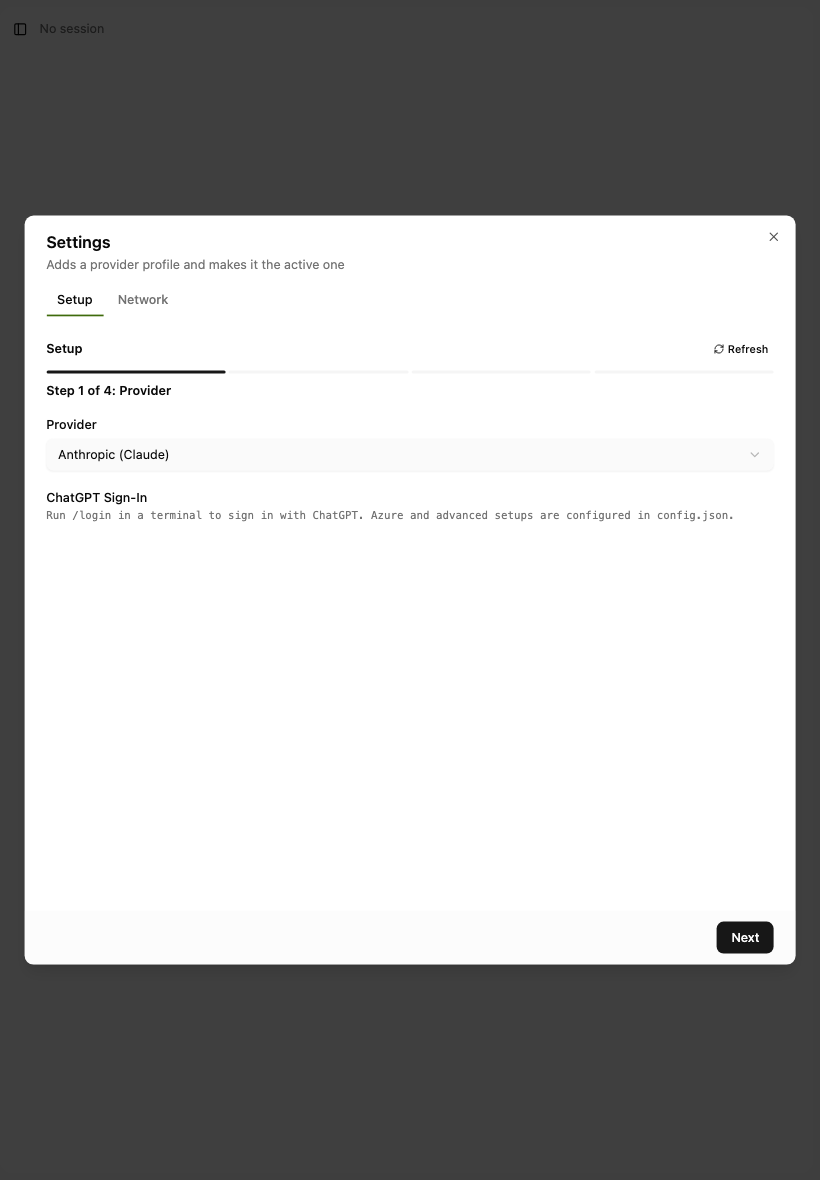 No session
Settings
Adds a provider profile and makes it the active one
Setup Network
Setup Refresh
Step 1 of 4: Provider
Provider
Anthropic (Claude)
ChatGPT Sign-In
Run /login in a terminal to sign in with ChatGPT. Azure and advanced setups are configured in config.json.
Next